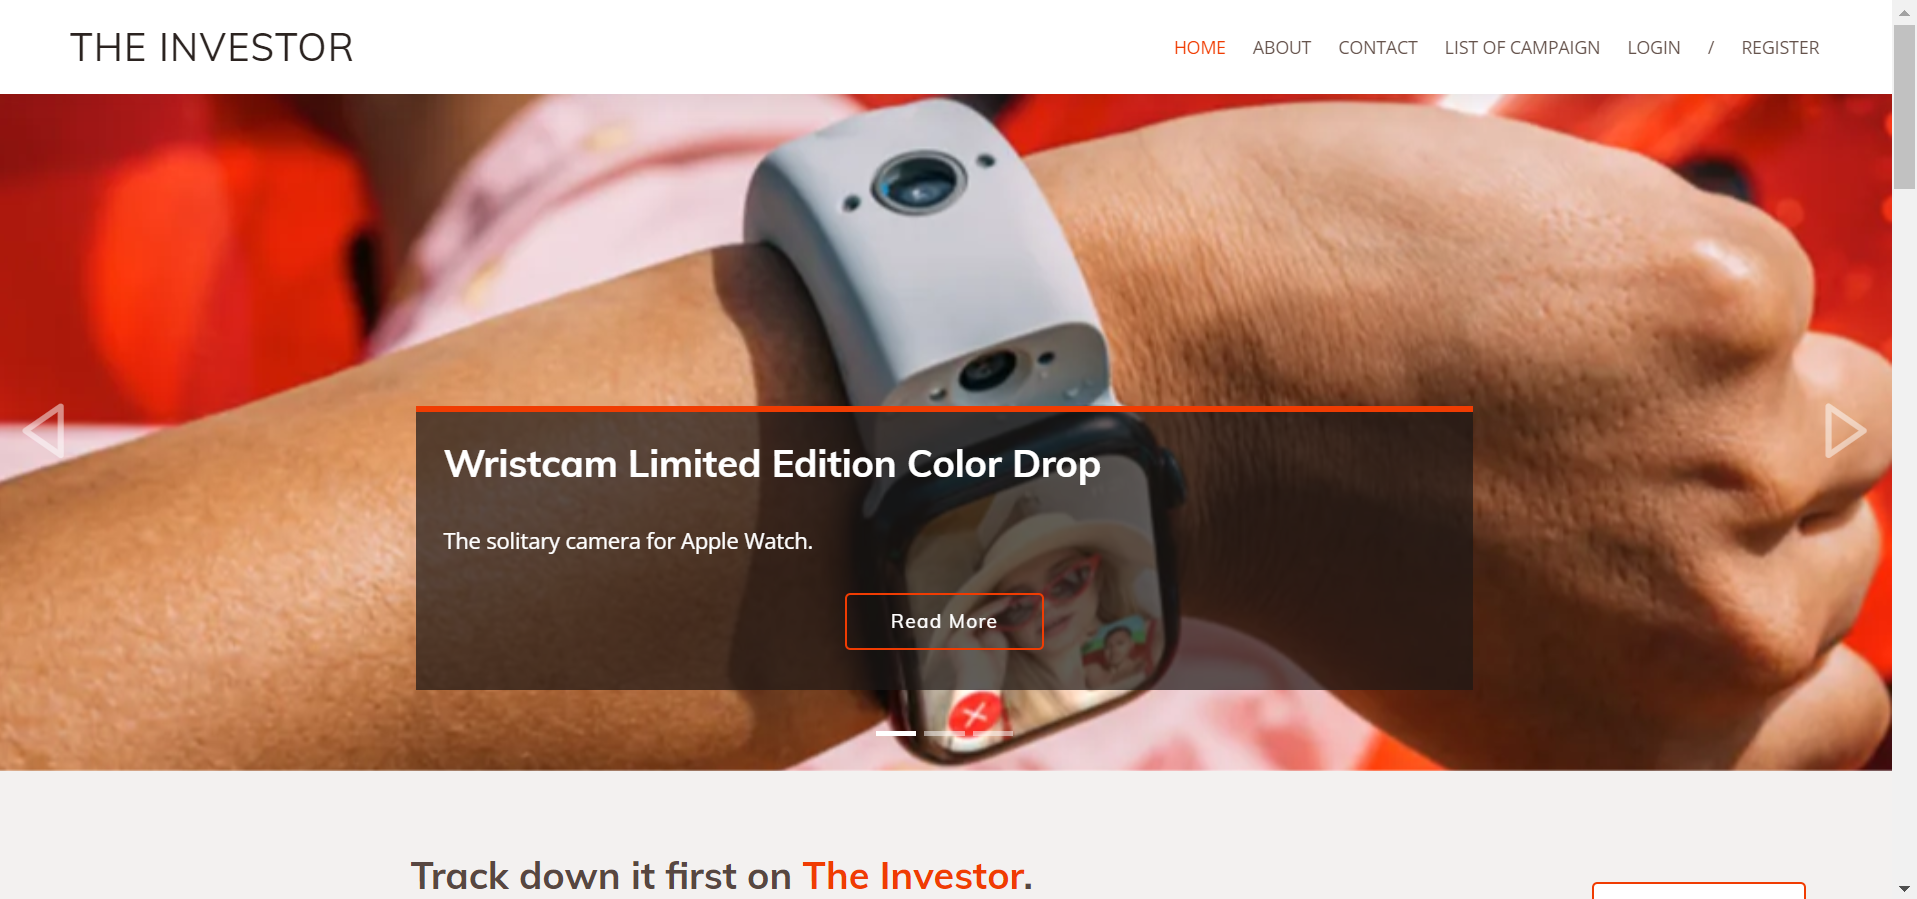 THE INVESTOR
HOME ABOUT CONTACT LIST OF CAMPAIGN LOGIN / REGISTER
Wristcam Limited Edition Color Drop
The solitary camera for Apple Watch.
Read More
Track down it first on The Investor.